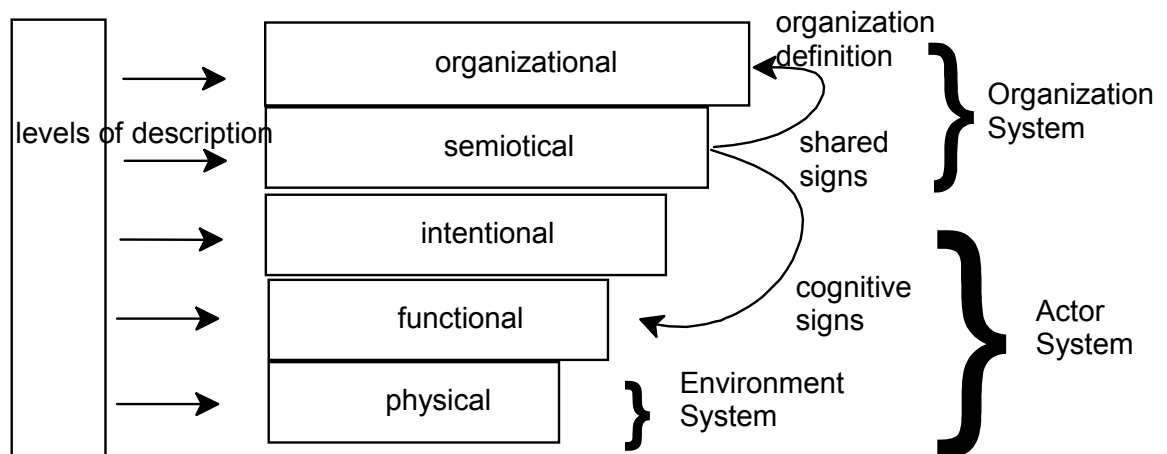 organization
definition
organizational
Organization
System
levels of description
semiotical
shared
signs
intentional
cognitive
signs
functional
Actor
System
physical
Environment
System